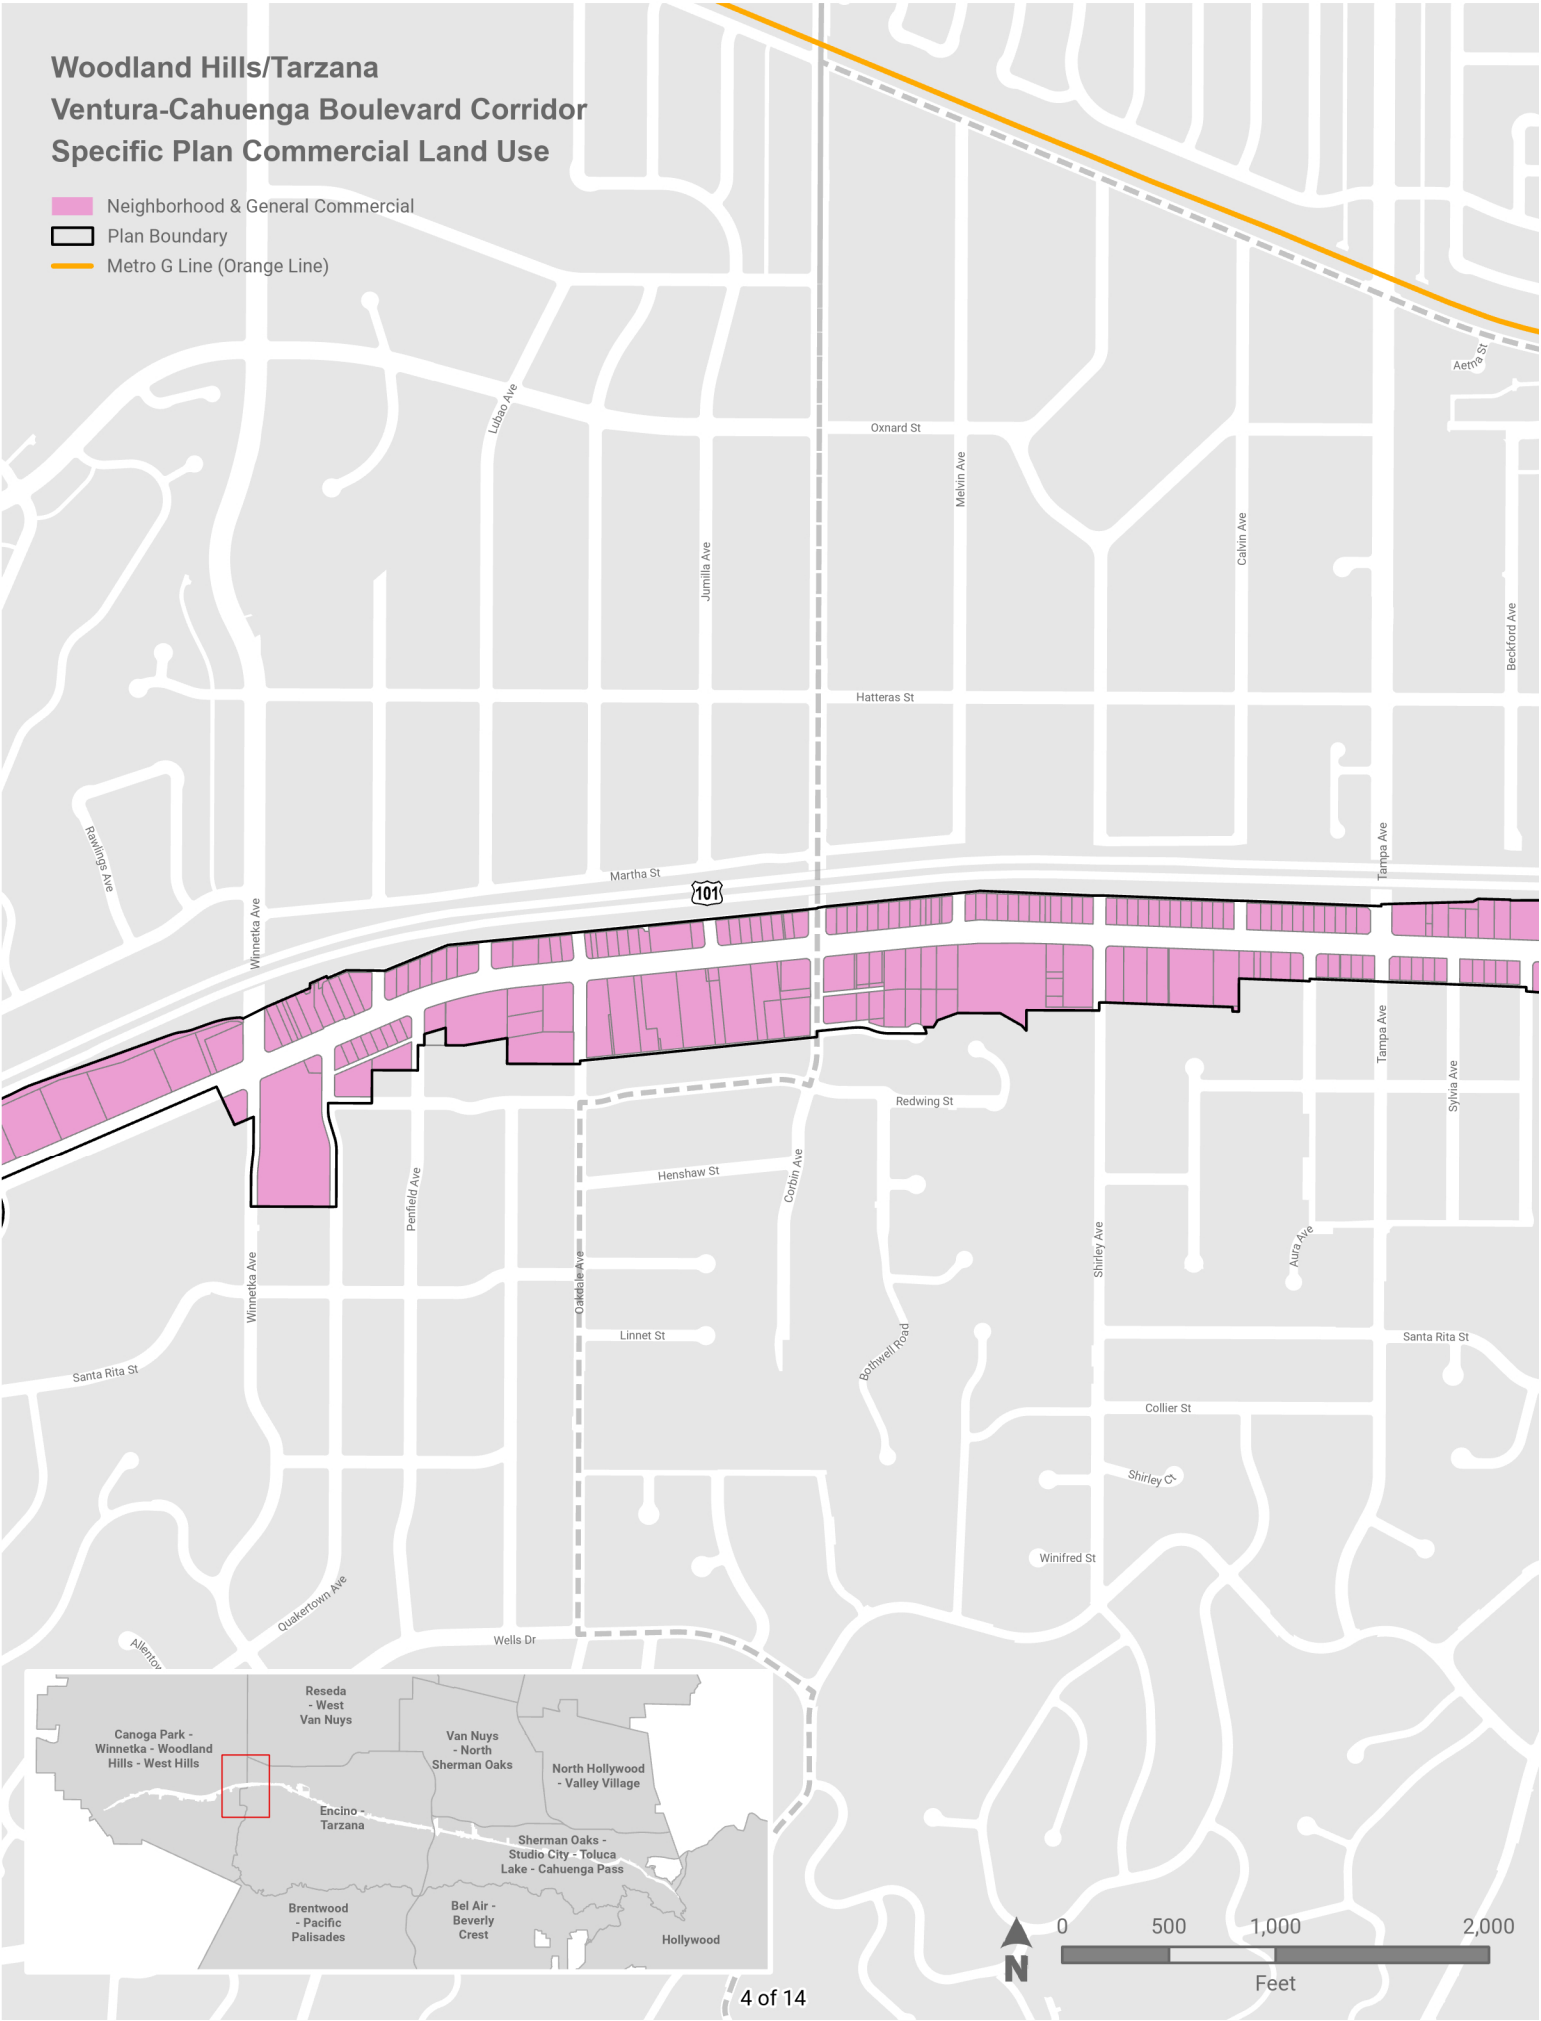 Woodland Hills/Tarzana
Ventura-Cahuenga Boulevard Corridor
Specific Plan Commercial Land Use
Neighborhood & General Commercial
Plan Boundary
Metro G Line (Orange Line)
Aetna St
Lubao Ave
Oxnard St
Melvin Ave
Calvin Ave
Jumilla Ave
Beckford Ave
Hatteras St
Rawlings Ave
Tampa Ave
Martha St
101
Winnetka Ave
Tampa Ave
Sylvia Ave
Redwing St
Henshaw St
Corbin Ave
Penfield Ave
Shirley Ave
Aura Ave
Winnetka Ave
Oakdale Ave
Linnet St
Bothwell Road
Santa Rita St
Santa Rita St
Collier St
Shirley Ct
Winifred St
Quakertown Ave
Wells Dr
Allentow
Reseda
- West
Van Nuys
Canoga Park -
Winnetka - Woodland
Hills - West Hills
Van Nuys
- North
Sherman Oaks
North Hollywood
- Valley Village
Encino -
Tarzana
Sherman Oaks -
Studio City - Toluca
Lake - Cahuenga Pass
Brentwood
- Pacific
Palisades
Bel Air -
Beverly
Crest
Hollywood
0 500 1,000 2,000
Feet
N
4 of 14